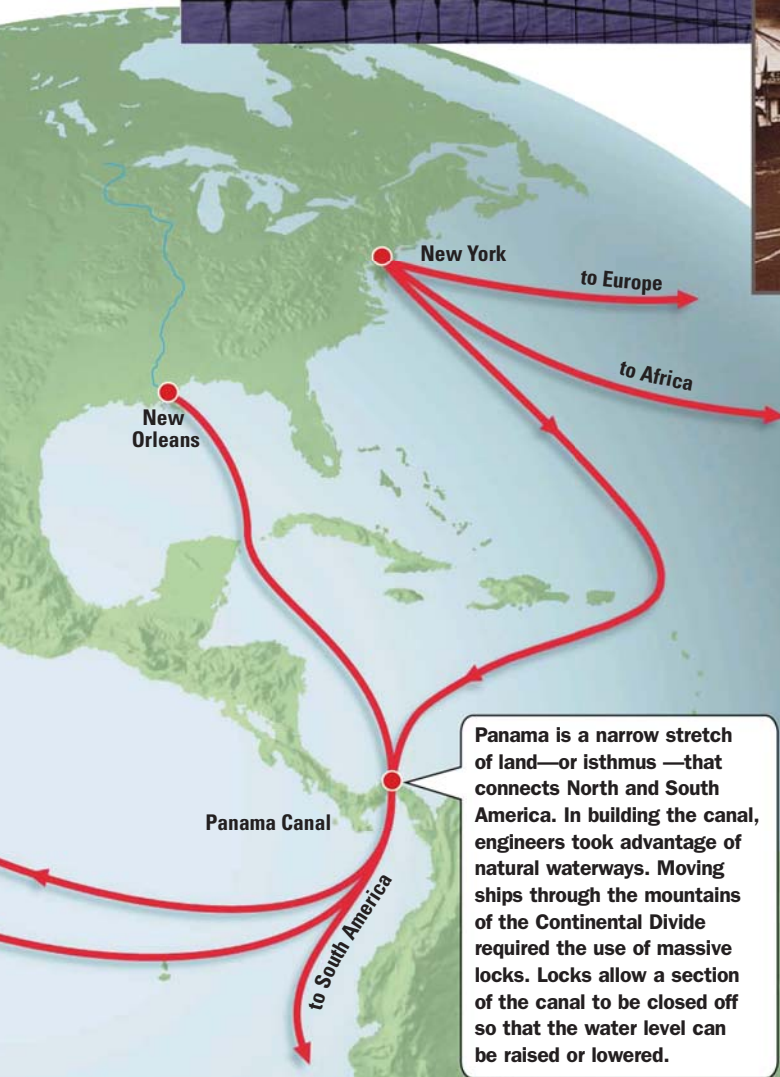 New York
to Europe
to Africa
New
Orleans
Panama Canal
to South America
Panama is a narrow stretch
of land—or isthmus —that
connects North and South
America. In building the canal,
engineers took advantage of
natural waterways. Moving
ships through the mountains
of the Continental Divide
required the use of massive
locks. Locks allow a section
of the canal to be closed off
so that the water level can
be raised or lowered.